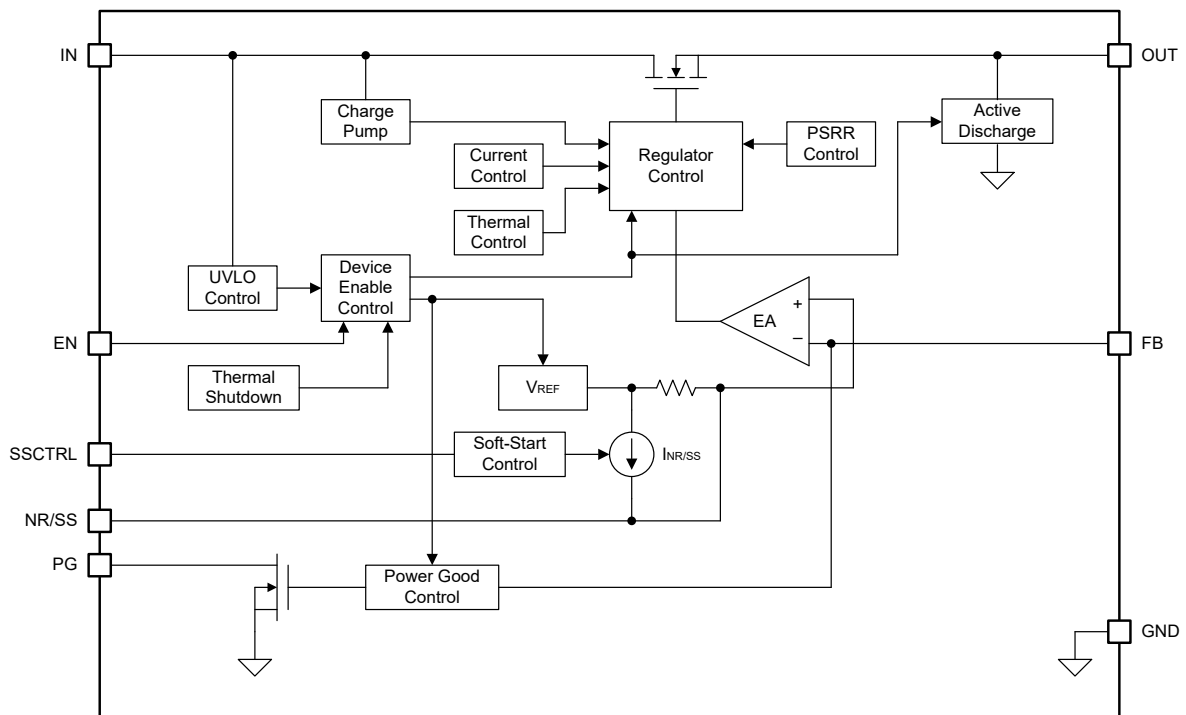 IN
OUT
Charge
Pump
Active
Discharge
Current
Control
Regulator
Control
PSRR
Control
Thermal
Control
UVLO
Control
Device
Enable
Control
EA
+
–
EN
FB
Thermal
Shutdown
VREF
SSCTRL
Soft-Start
Control
INR/SS
NR/SS
PG
Power Good
Control
GND